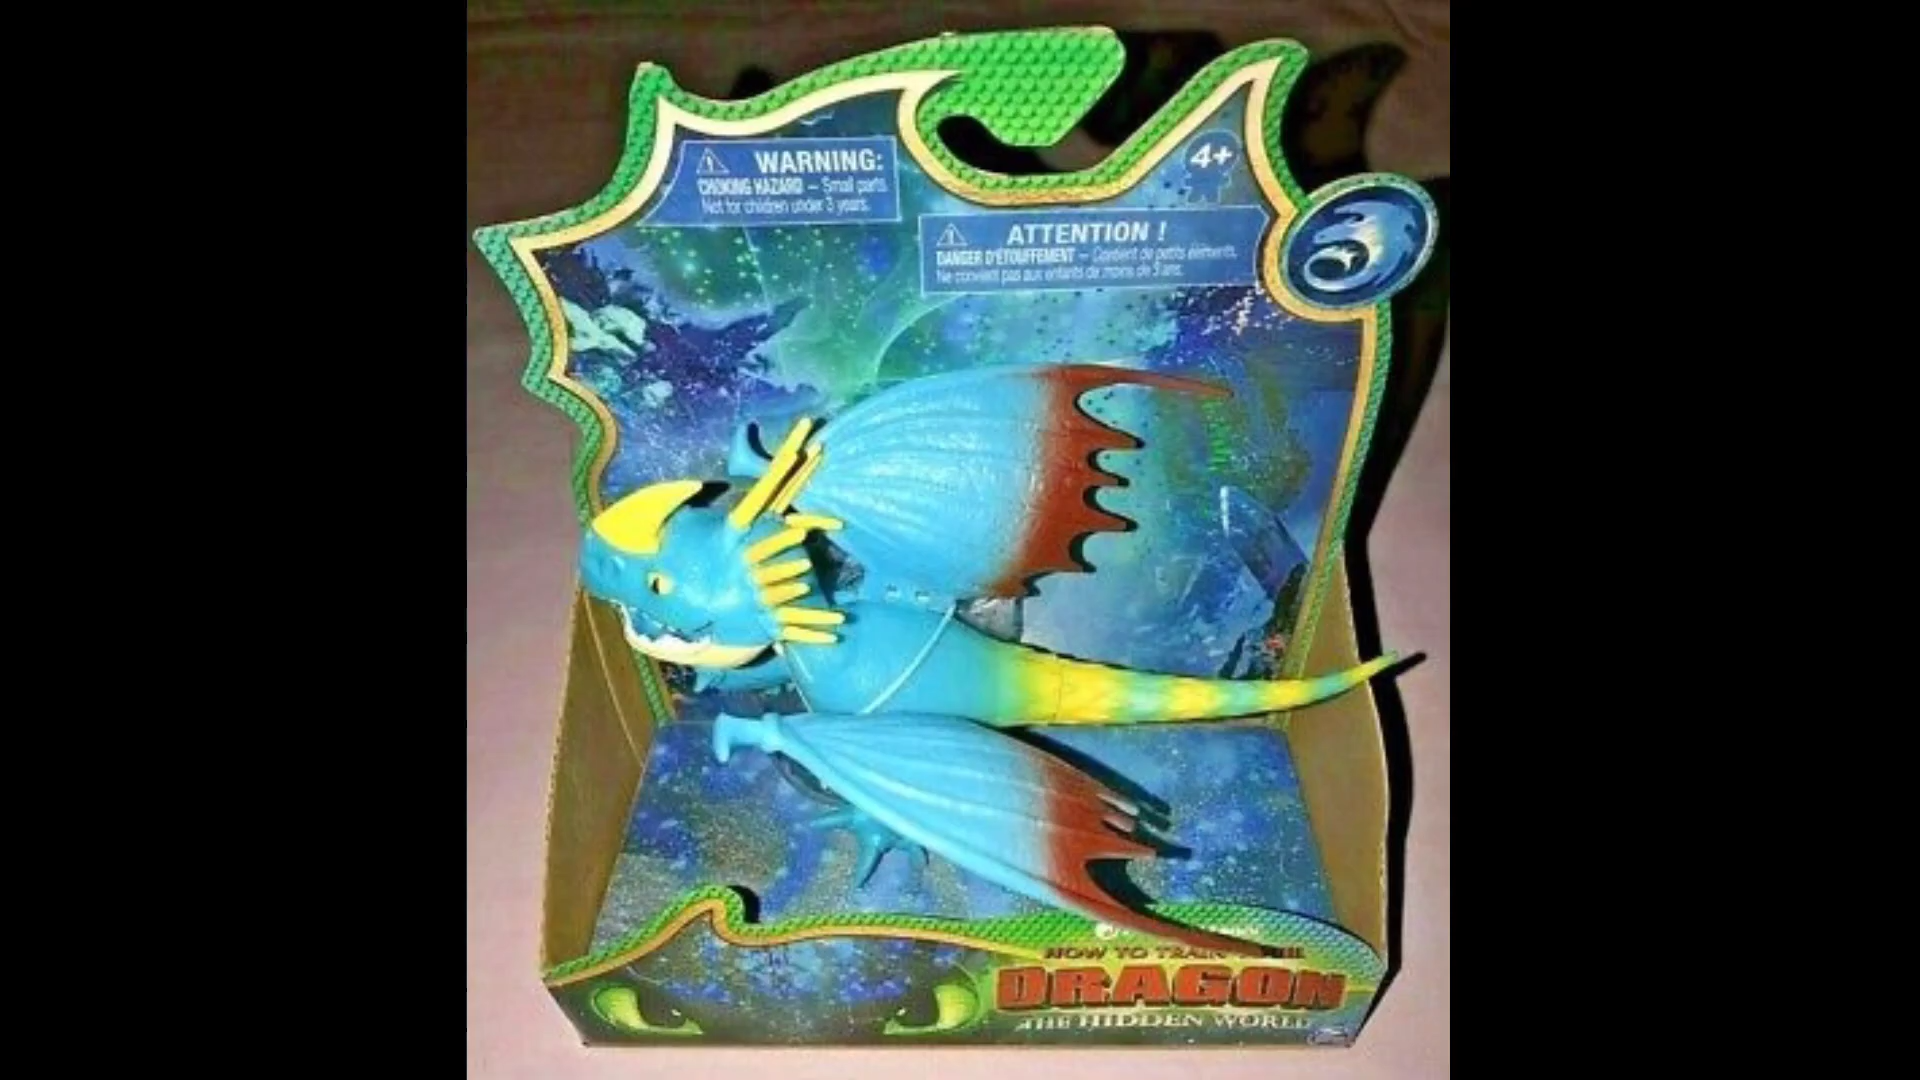 WARNING:
CHOKING HAZARD – Small parts.
Not for children under 3 years.
4+
ATTENTION !
DANGER D'ÉTOUFFEMENT – Contient de petits éléments.
Ne convient pas aux enfants de moins de 3 ans.
HOW TO TRAIN
DRAGON
THE HIDDEN WORLD